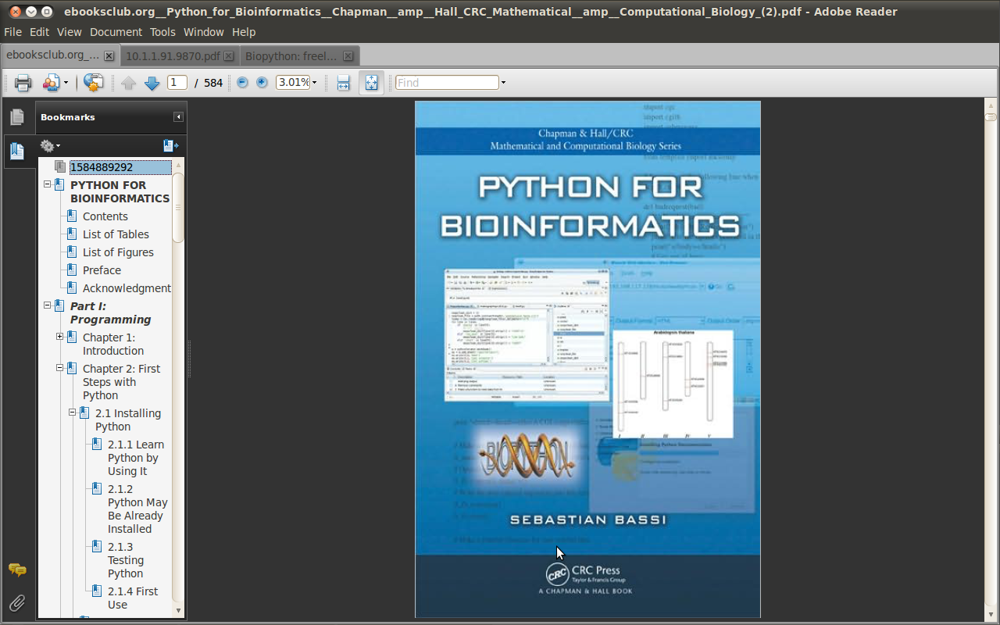 ebooksclub.org__Python_for_Bioinformatics__Chapman__amp__Hall_CRC_Mathematical__amp__Computational_Biology_(2).pdf - Adobe Reader
File Edit View Document Tools Window Help
ebooksclub.org_...
10.1.1.91.9870.pdf
Biopython: freel...
1 / 584
3.01%
Find
Bookmarks
1584889292
PYTHON FOR
BIOINFORMATICS
Contents
List of Tables
List of Figures
Preface
Acknowledgment
Part I:
Programming
Chapter 1:
Introduction
Chapter 2: First
Steps with
Python
2.1 Installing
Python
2.1.1 Learn
Python by
Using It
2.1.2
Python May
Be Already
Installed
2.1.3
Testing
Python
2.1.4 First
Use
Chapman & Hall/CRC
Mathematical and Computational Biology Series
PYTHON FOR
BIOINFORMATICS
Arabidopsis thaliana
I II III IV V
BIOPYTHON
SEBASTIAN BASSI
CRC
CRC Press
Taylor & Francis Group
A CHAPMAN & HALL BOOK